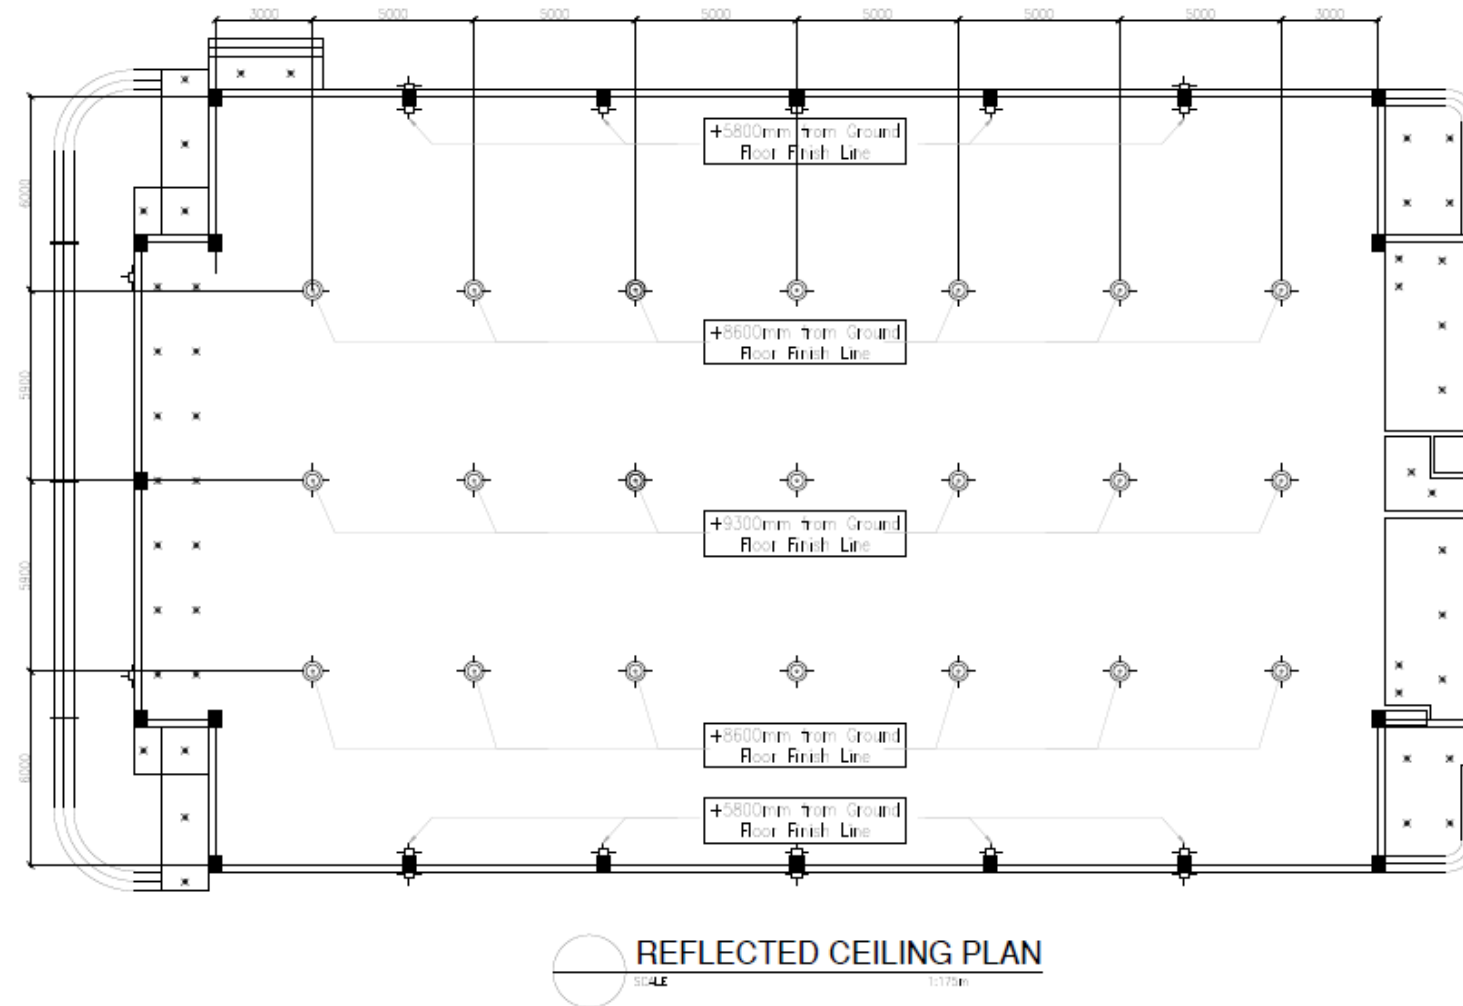 3000 5000 5000 5000 5000 5000 5000 3000
+5800mm from Ground
Floor Finish Line
6000
+8600mm from Ground
Floor Finish Line
5900
+9300mm from Ground
Floor Finish Line
5900
+8600mm from Ground
Floor Finish Line
6000
+5800mm from Ground
Floor Finish Line
REFLECTED CEILING PLAN
SCALE 1:175m